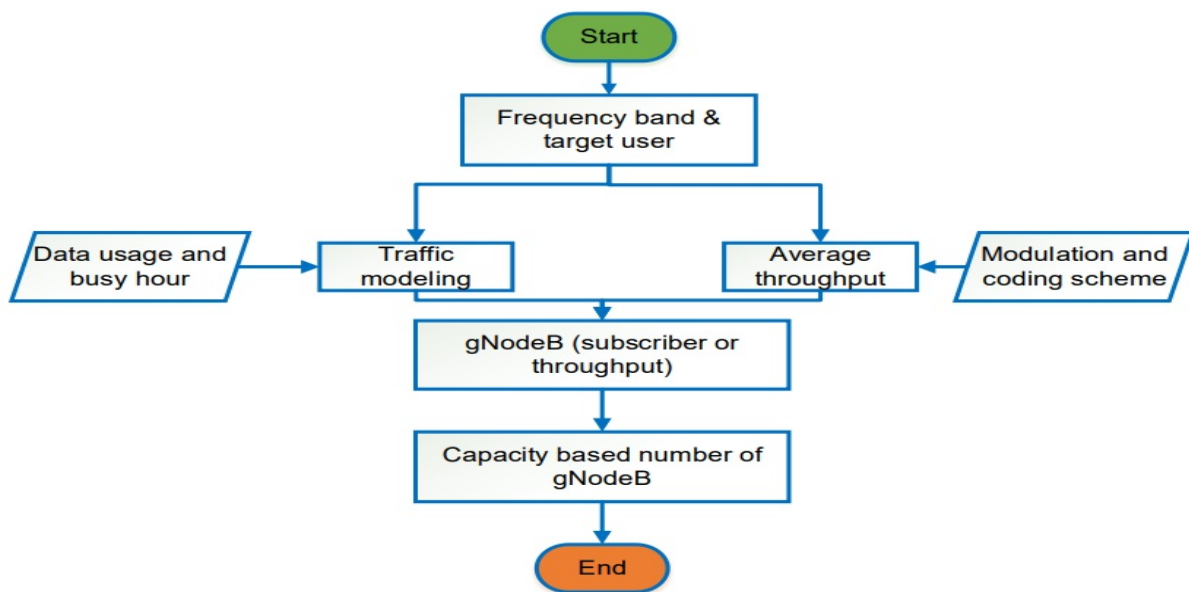 Start
Frequency band &
target user
Data usage and
busy hour
Traffic
modeling
Average
throughput
Modulation and
coding scheme
gNodeB (subscriber or
throughput)
Capacity based number of
gNodeB
End